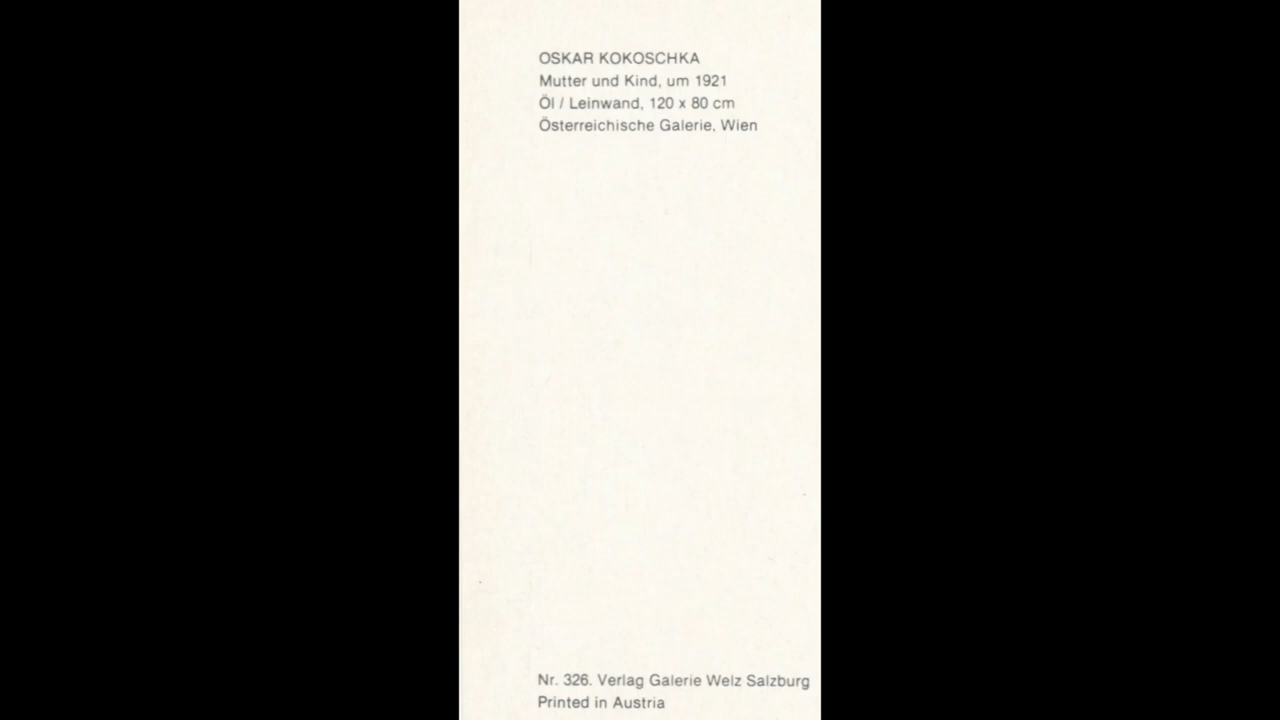 OSKAR KOKOSCHKA
Mutter und Kind, um 1921
Öl / Leinwand, 120 x 80 cm
Österreichische Galerie, Wien
Nr. 326. Verlag Galerie Welz Salzburg
Printed in Austria